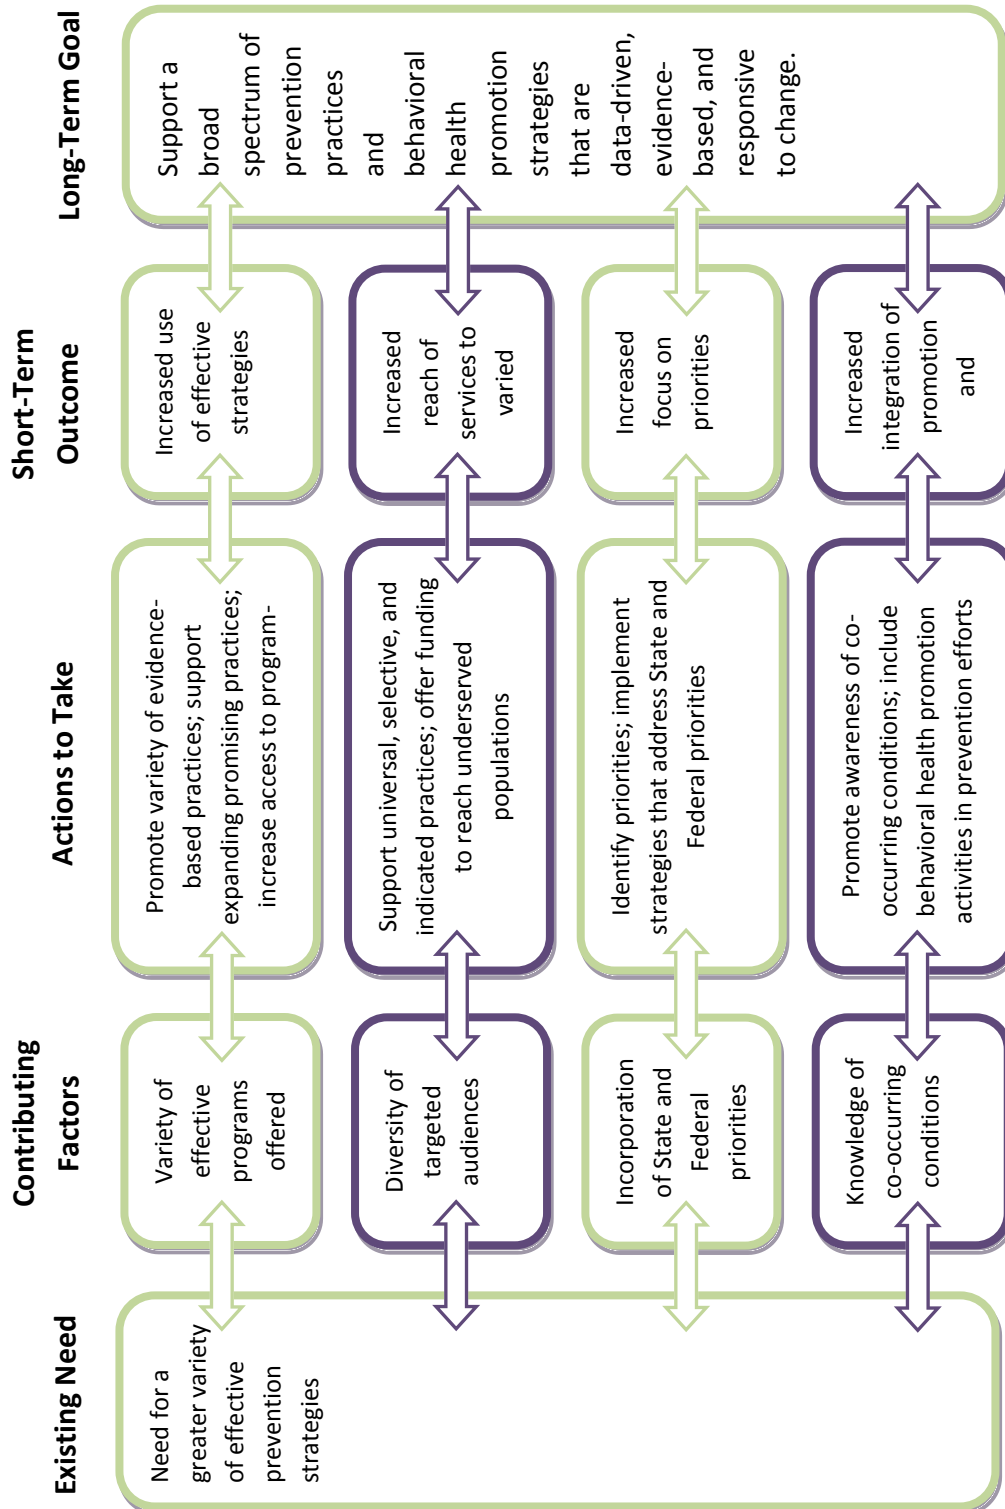 Existing Need
Contributing
Factors
Actions to Take
Short-Term
Outcome
Long-Term Goal
Need for a
greater variety
of effective
prevention
strategies
Variety of
effective
programs
offered
Promote variety of evidence-
based practices; support
expanding promising practices;
increase access to program-
Increased use
of effective
strategies
Support a
broad
spectrum of
prevention
practices
and
behavioral
health
promotion
strategies
that are
data-driven,
evidence-
based, and
responsive
to change.
Diversity of
targeted
audiences
Support universal, selective, and
indicated practices; offer funding
to reach underserved
populations
Increased
reach of
services to
varied
Incorporation
of State and
Federal
priorities
Identify priorities; implement
strategies that address State and
Federal priorities
Increased
focus on
priorities
Knowledge of
co-occurring
conditions
Promote awareness of co-
occurring conditions; include
behavioral health promotion
activities in prevention efforts
Increased
integration of
promotion
and